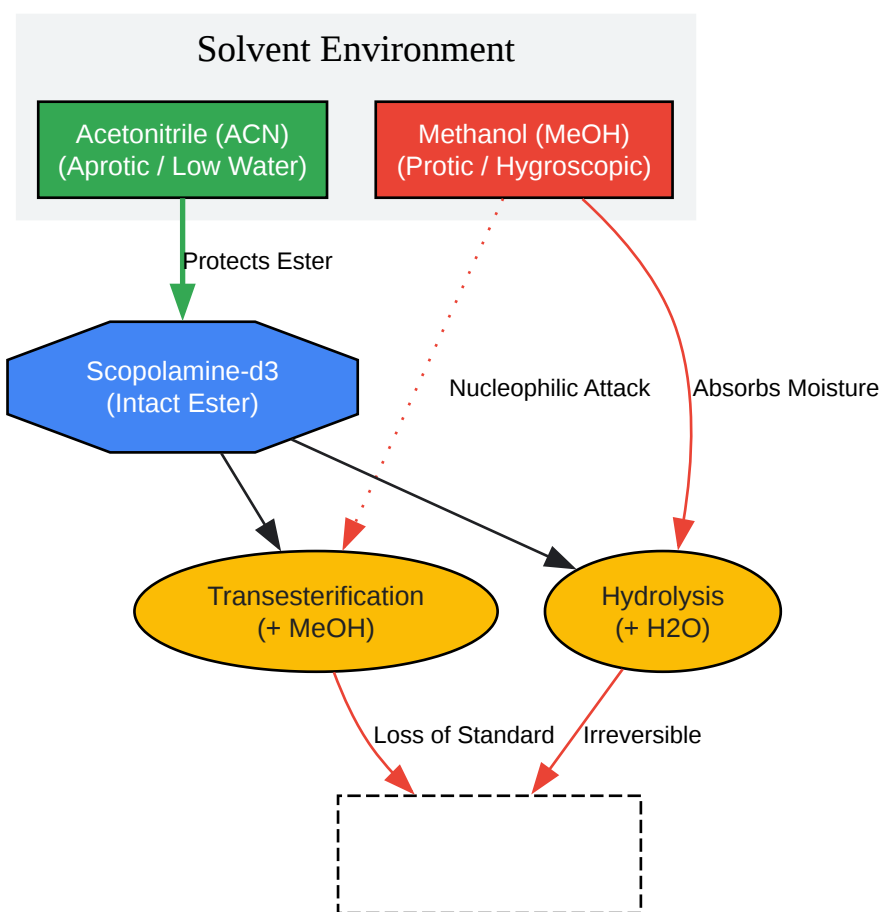 Solvent Environment
Acetonitrile (ACN)
(Aprotic / Low Water)
Methanol (MeOH)
(Protic / Hygroscopic)
Protects Ester
Scopolamine-d3
(Intact Ester)
Nucleophilic Attack
Absorbs Moisture
Transesterification
(+ MeOH)
Hydrolysis
(+ H2O)
Loss of Standard
Irreversible